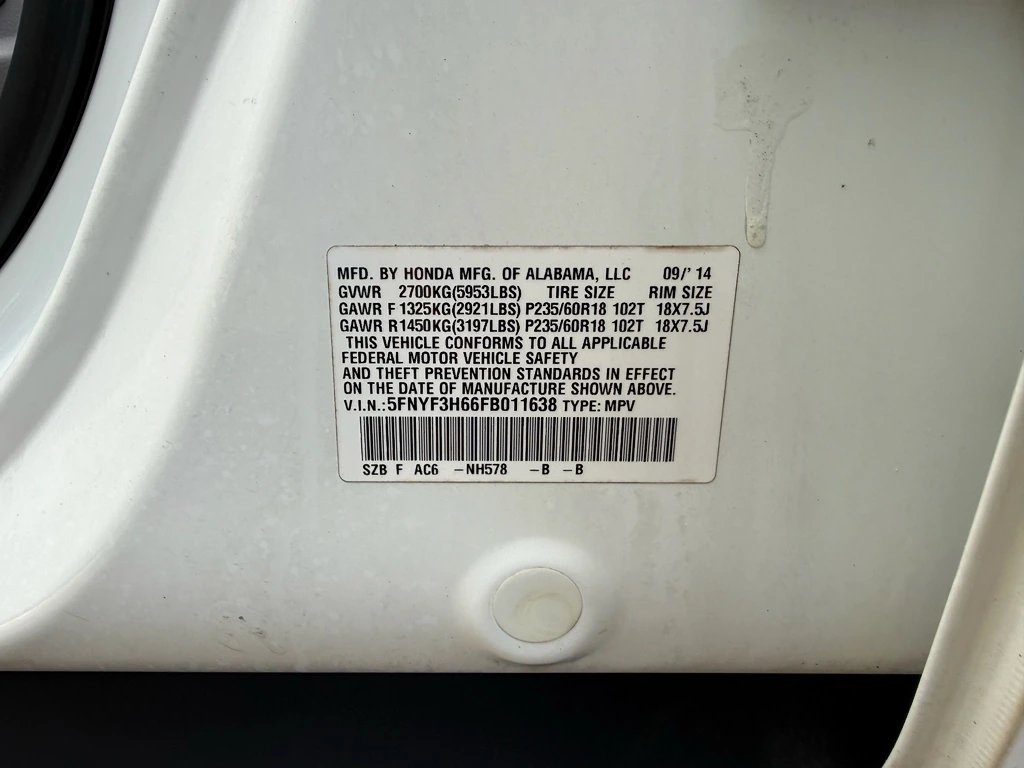 MFD. BY HONDA MFG. OF ALABAMA, LLC 09/'14
GVWR 2700KG(5953LBS) TIRE SIZE RIM SIZE
GAWR F 1325KG(2921LBS) P235/60R18 102T 18X7.5J
GAWR R1450KG(3197LBS) P235/60R18 102T 18X7.5J
THIS VEHICLE CONFORMS TO ALL APPLICABLE
FEDERAL MOTOR VEHICLE SAFETY
AND THEFT PREVENTION STANDARDS IN EFFECT
ON THE DATE OF MANUFACTURE SHOWN ABOVE.
V.I.N.:5FNYF3H66FB011638 TYPE: MPV
SZB F AC6 -NH578 -B -B